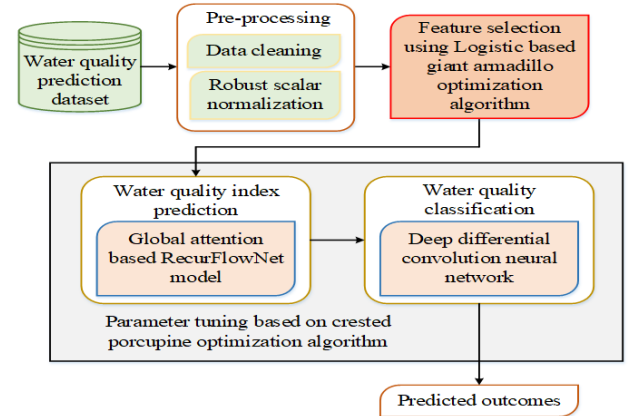 Water quality
prediction
dataset
Pre-processing
Data cleaning
Robust scalar
normalization
Feature selection
using Logistic based
giant armadillo
optimization
algorithm
Water quality index
prediction
Global attention
based RecurFlowNet
model
Water quality
classification
Deep differential
convolution neural
network
Parameter tuning based on crested
porcupine optimization algorithm
Predicted outcomes